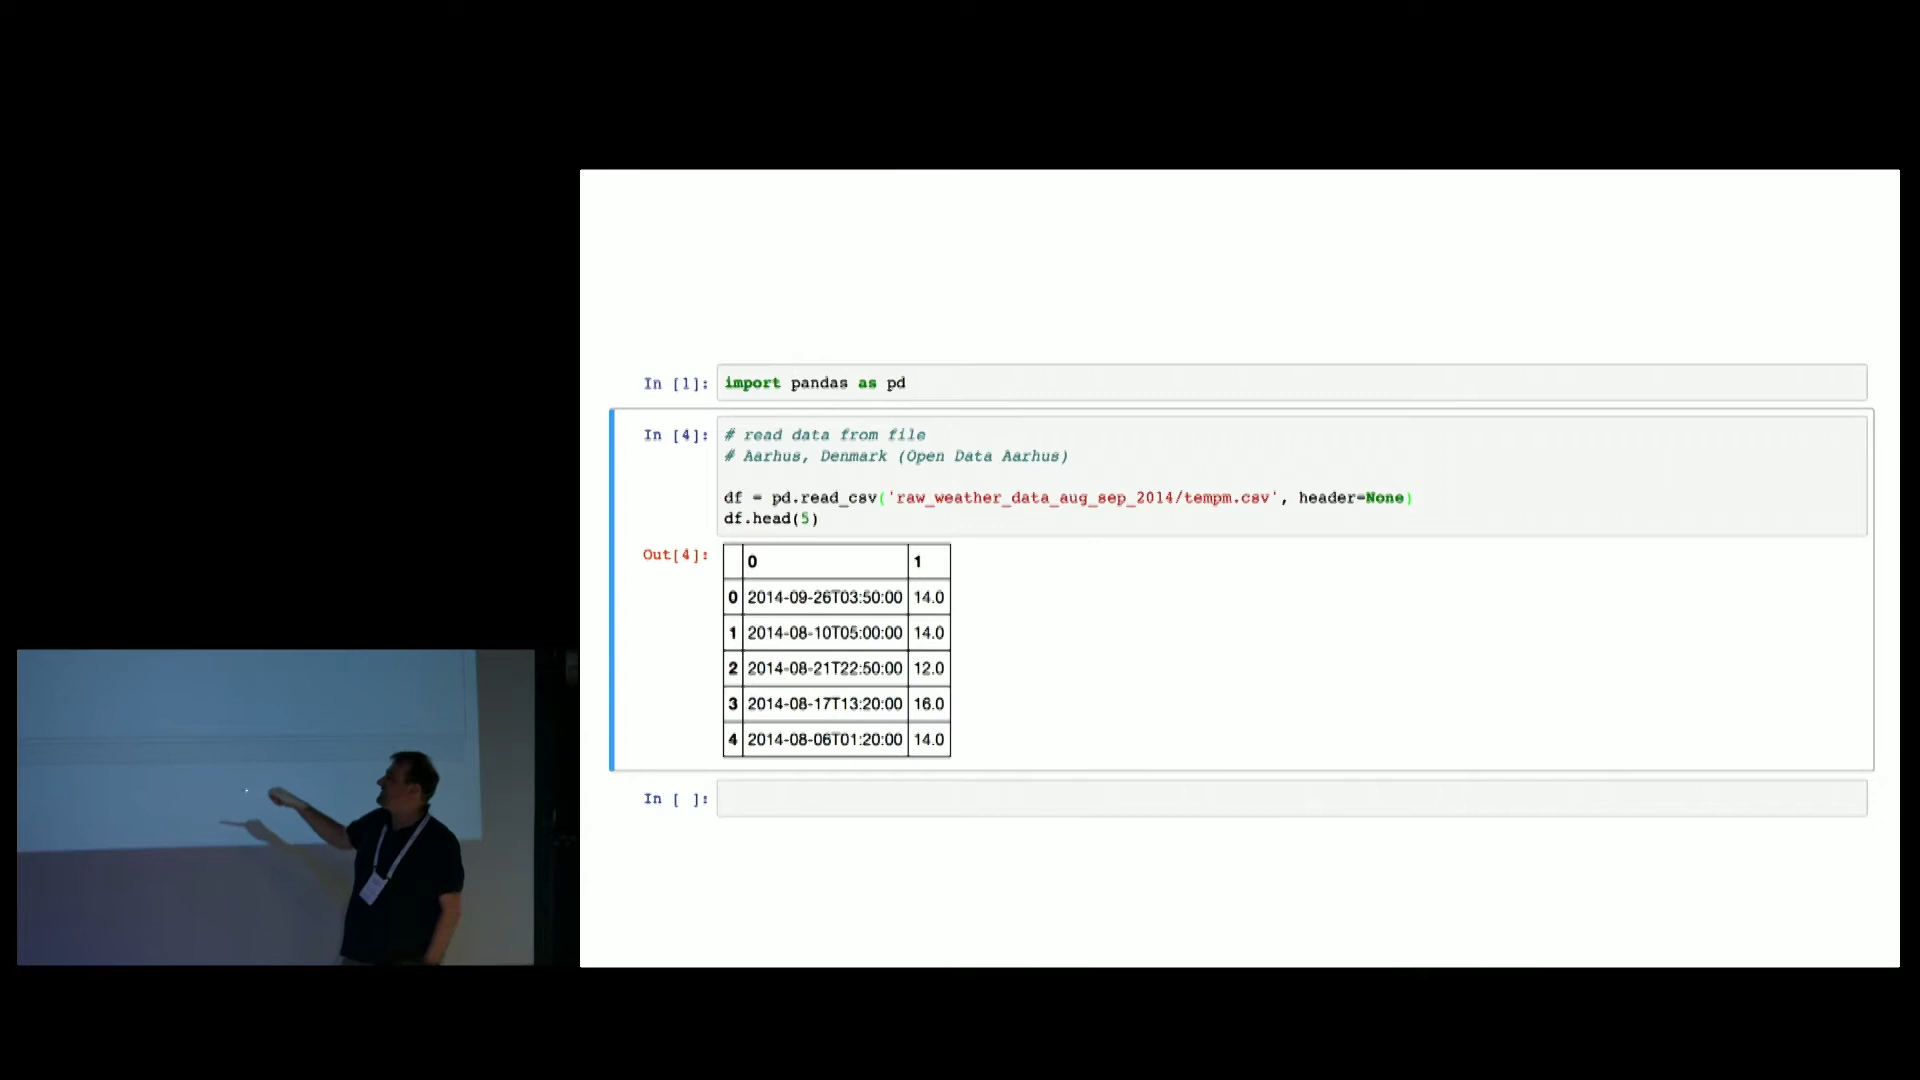 In [1]: import pandas as pd
In [4]: # read data from file
# Aarhus, Denmark (Open Data Aarhus)
df = pd.read_csv('raw_weather_data_aug_sep_2014/tempm.csv', header=None)
df.head(5)
Out[4]:
0 1
0 2014-09-26T03:50:00 14.0
1 2014-08-10T05:00:00 14.0
2 2014-08-21T22:50:00 12.0
3 2014-08-17T13:20:00 16.0
4 2014-08-06T01:20:00 14.0
In [ ]: